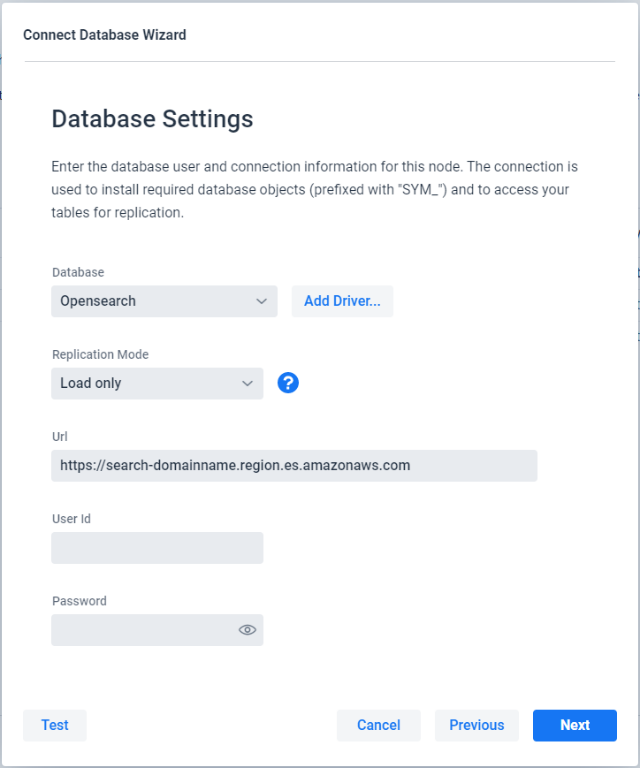 Connect Database Wizard
Database Settings
Enter the database user and connection information for this node. The connection is
used to install required database objects (prefixed with "SYM_") and to access your
tables for replication.
Database
Opensearch
Add Driver...
Replication Mode
Load only
?
Url
https://search-domainname.region.es.amazonaws.com
User Id
Password
Test
Cancel
Previous
Next